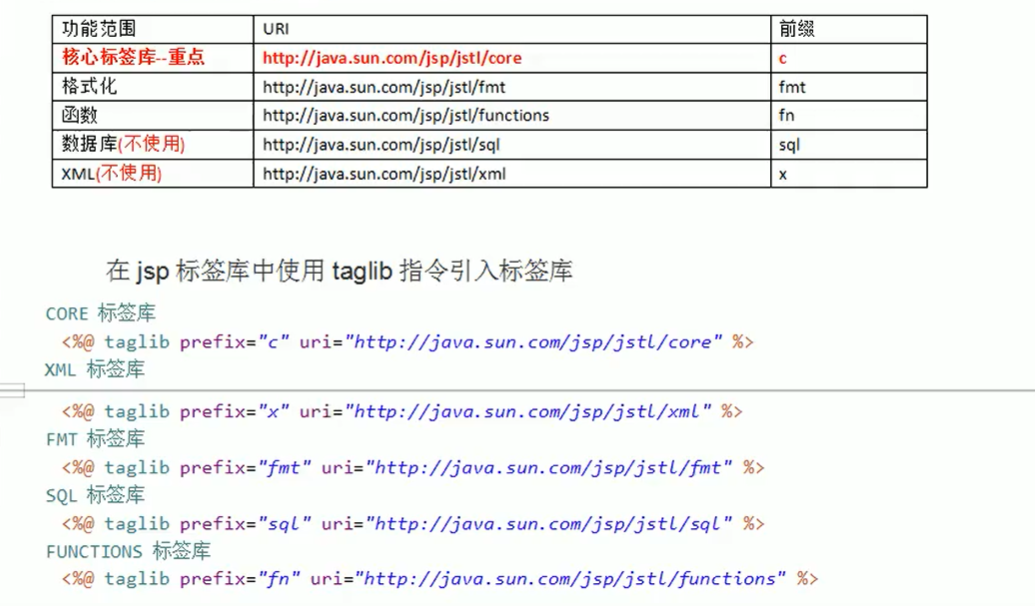 功能范围 URI 前缀
核心标签库--重点 http://java.sun.com/jsp/jstl/core c
格式化 http://java.sun.com/jsp/jstl/fmt fmt
函数 http://java.sun.com/jsp/jstl/functions fn
数据库(不使用) http://java.sun.com/jsp/jstl/sql sql
XML(不使用) http://java.sun.com/jsp/jstl/xml x
在 jsp 标签库中使用 taglib 指令引入标签库
CORE 标签库
<%@ taglib prefix="c" uri="http://java.sun.com/jsp/jstl/core" %>
XML 标签库
<%@ taglib prefix="x" uri="http://java.sun.com/jsp/jstl/xml" %>
FMT 标签库
<%@ taglib prefix="fmt" uri="http://java.sun.com/jsp/jstl/fmt" %>
SQL 标签库
<%@ taglib prefix="sql" uri="http://java.sun.com/jsp/jstl/sql" %>
FUNCTIONS 标签库
<%@ taglib prefix="fn" uri="http://java.sun.com/jsp/jstl/functions" %>